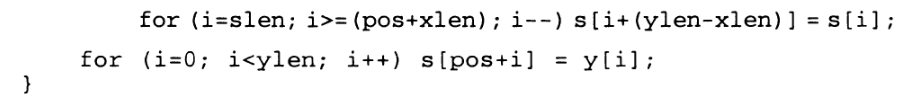 for (i=slen; i>=(pos+xlen); i--) s[i+(ylen-xlen)] = s[i];
for (i=0; i<ylen; i++) s[pos+i] = y[i];
}